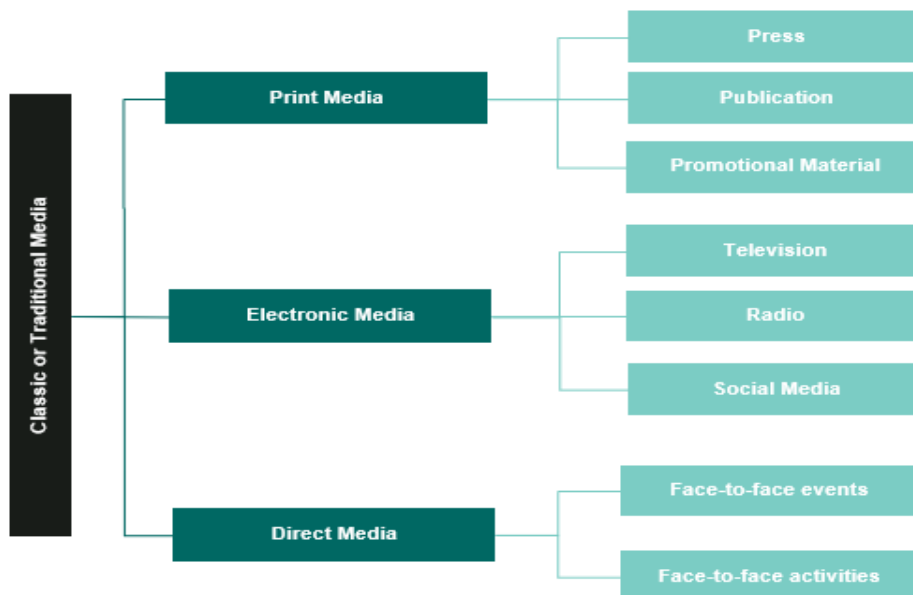 Classic or Traditional Media
Print Media
Press
Publication
Promotional Material
Electronic Media
Television
Radio
Social Media
Direct Media
Face-to-face events
Face-to-face activities